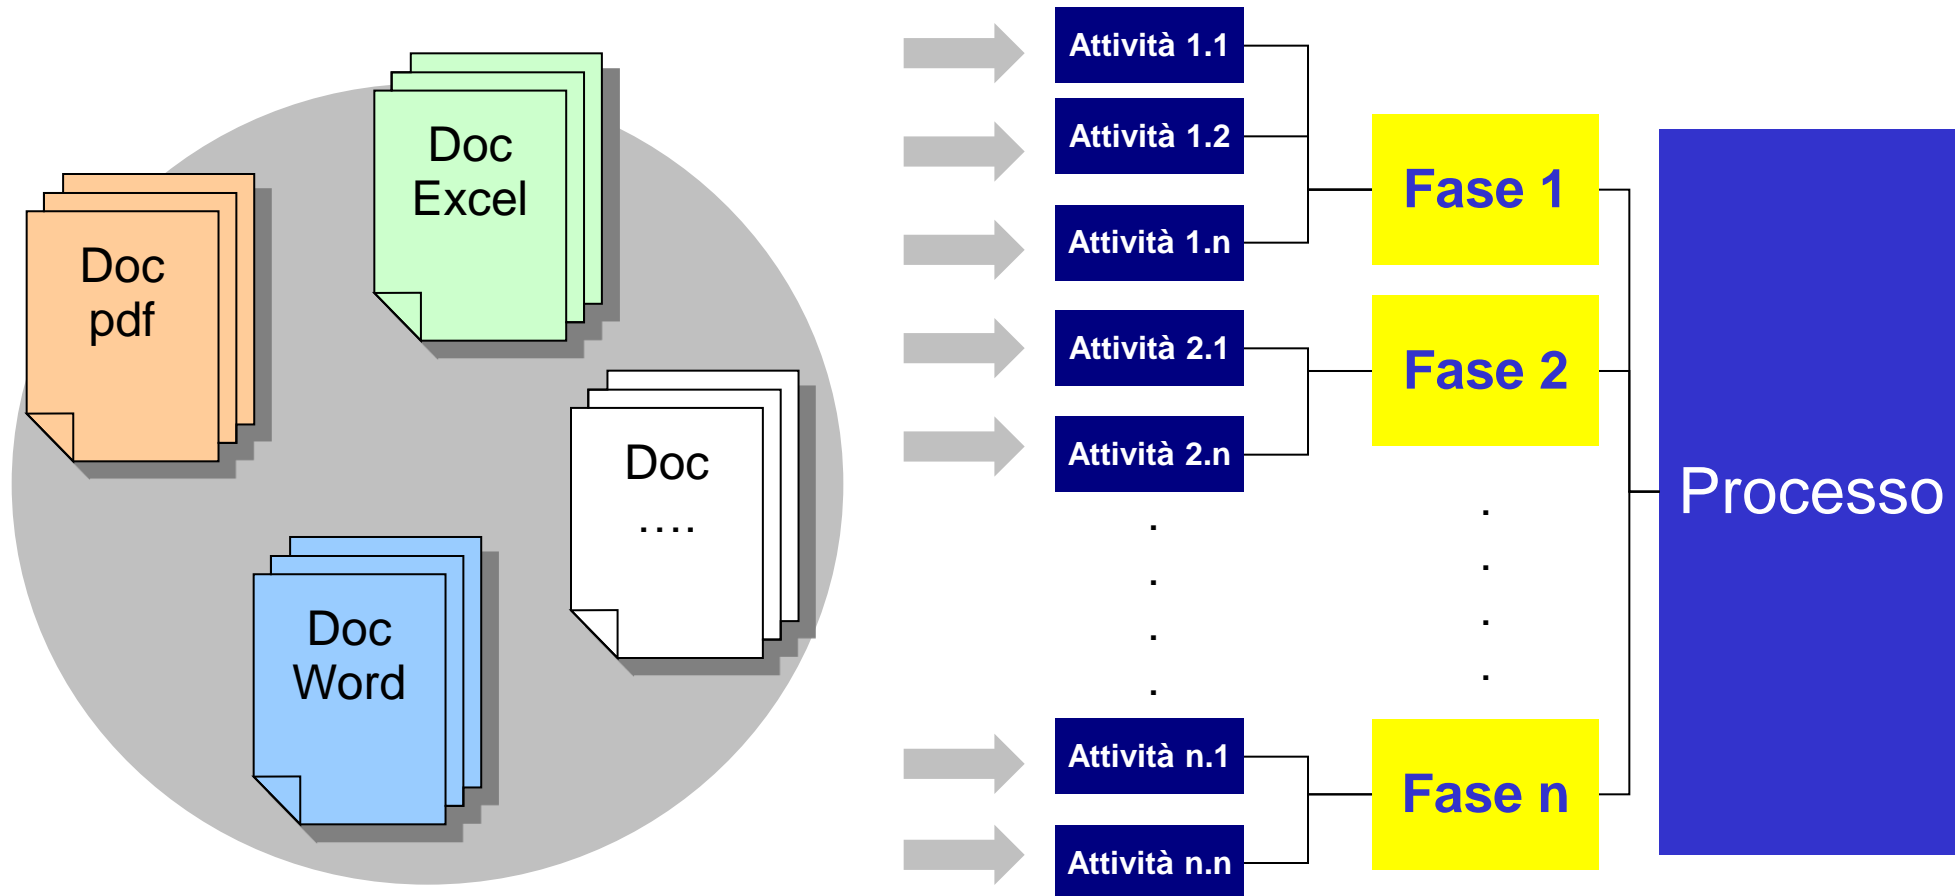 Doc
Excel
Doc
pdf
Doc
....
Doc
Word
Attività 1.1
Attività 1.2
Attività 1.n
Attività 2.1
Attività 2.n
.
.
.
.
Attività n.1
Attività n.n
Fase 1
Fase 2
.
.
.
.
Fase n
Processo